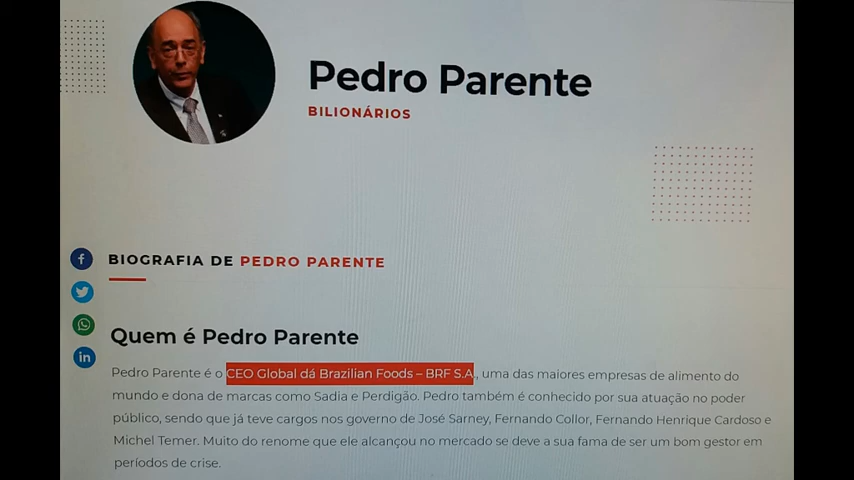 Pedro Parente
BILIONÁRIOS
BIOGRAFIA DE PEDRO PARENTE
Quem é Pedro Parente
Pedro Parente é o CEO Global dá Brazilian Foods – BRF S.A., uma das maiores empresas de alimento do
mundo e dona de marcas como Sadia e Perdigão. Pedro também é conhecido por sua atuação no poder
público, sendo que já teve cargos nos governo de José Sarney, Fernando Collor, Fernando Henrique Cardoso e
Michel Temer. Muito do renome que ele alcançou no mercado se deve a sua fama de ser um bom gestor em
períodos de crise.